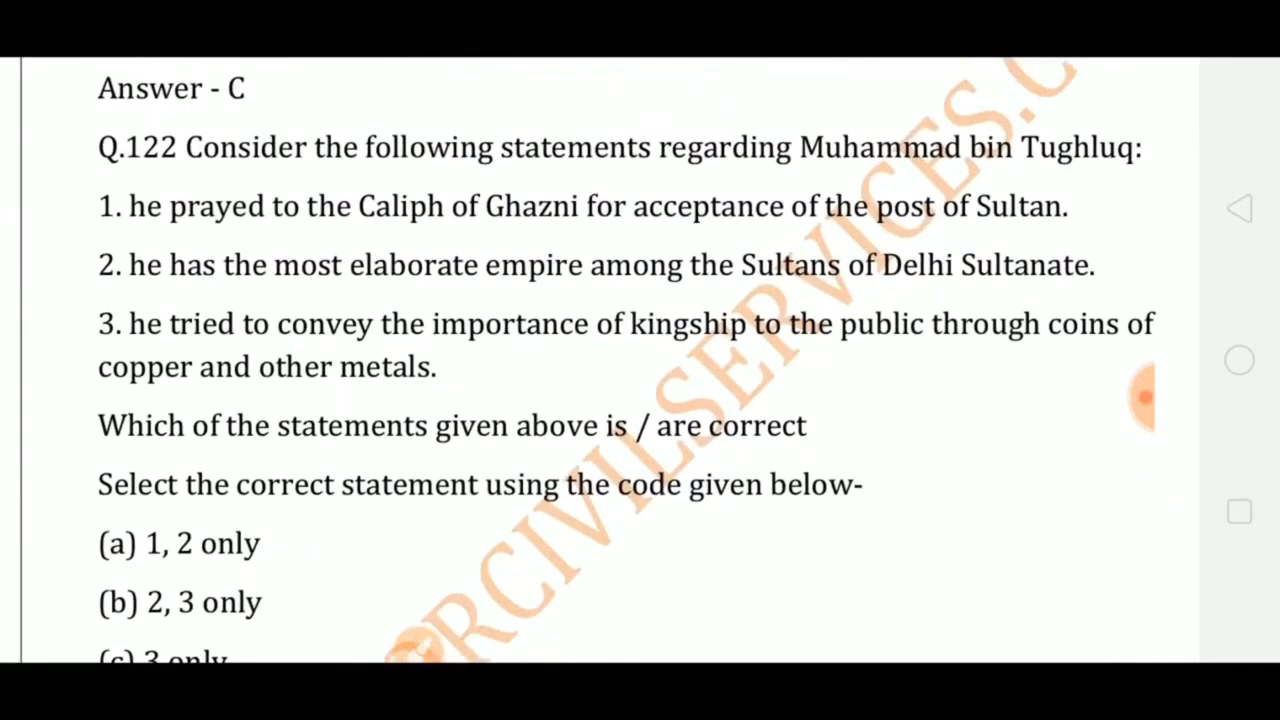 Answer - C
Q.122 Consider the following statements regarding Muhammad bin Tughluq:
1. he prayed to the Caliph of Ghazni for acceptance of the post of Sultan.
2. he has the most elaborate empire among the Sultans of Delhi Sultanate.
3. he tried to convey the importance of kingship to the public through coins of
copper and other metals.
Which of the statements given above is / are correct
Select the correct statement using the code given below-
(a) 1, 2 only
(b) 2, 3 only
(c) 3 only
RCIVILSERVICES.C